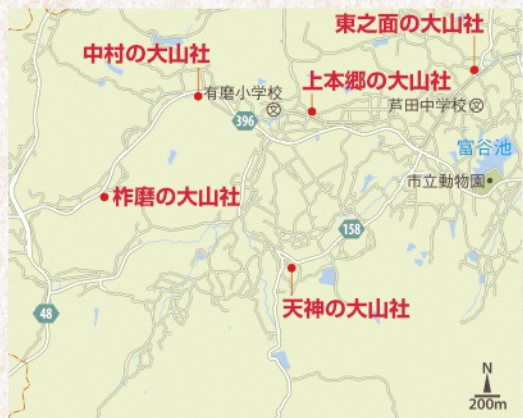 東之面の大山社
中村の大山社
上本郷の大山社
有磨小学校
文
芦田中学校
文
396
富谷池
市立動物園
柞磨の大山社
158
天神の大山社
48
N
200m